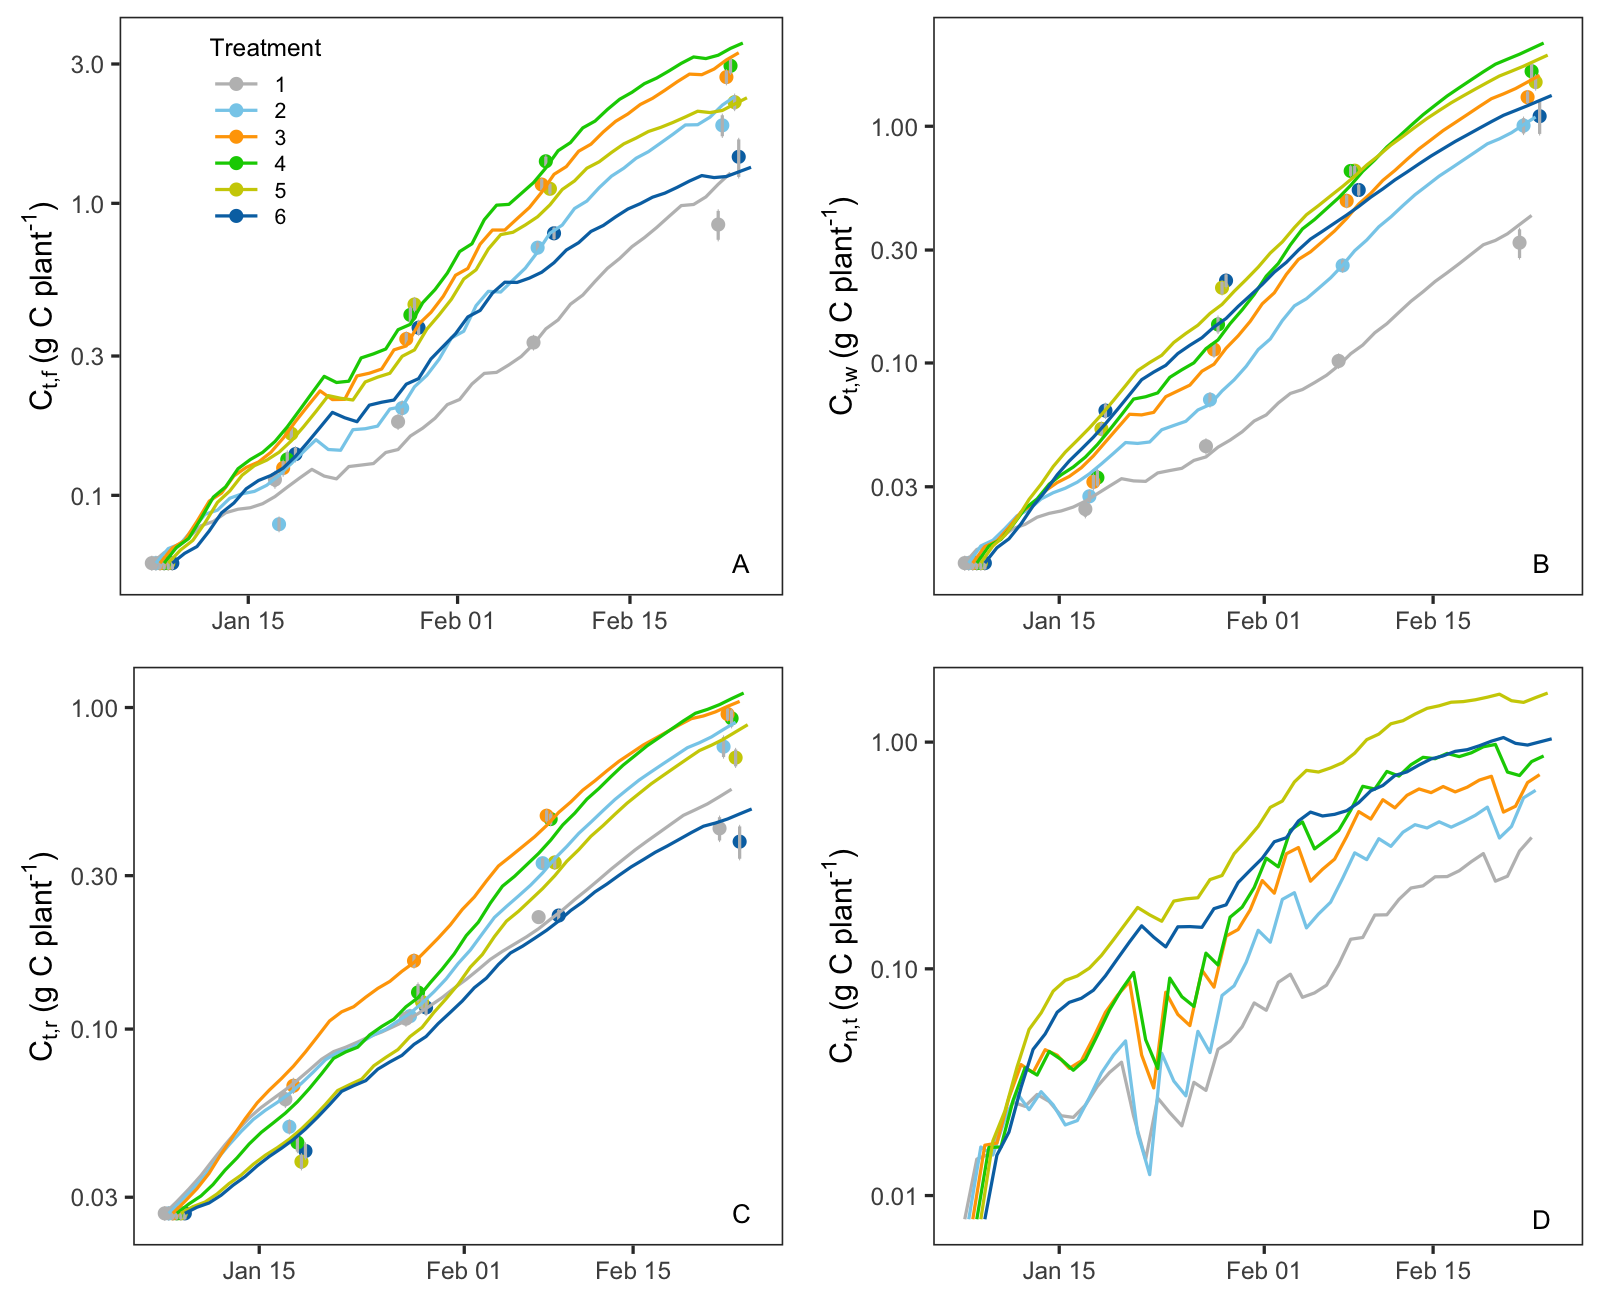 Treatment
1
2
3
4
5
6
3.0
1.0
0.3
0.1
Ct,f (g C plant-1)
A
Jan 15
Feb 01
Feb 15
1.00
0.30
0.10
0.03
Ct,w (g C plant-1)
B
Jan 15
Feb 01
Feb 15
1.00
0.30
0.10
0.03
Ct,r (g C plant-1)
C
Jan 15
Feb 01
Feb 15
1.00
0.10
0.01
Cn,t (g C plant-1)
D
Jan 15
Feb 01
Feb 15